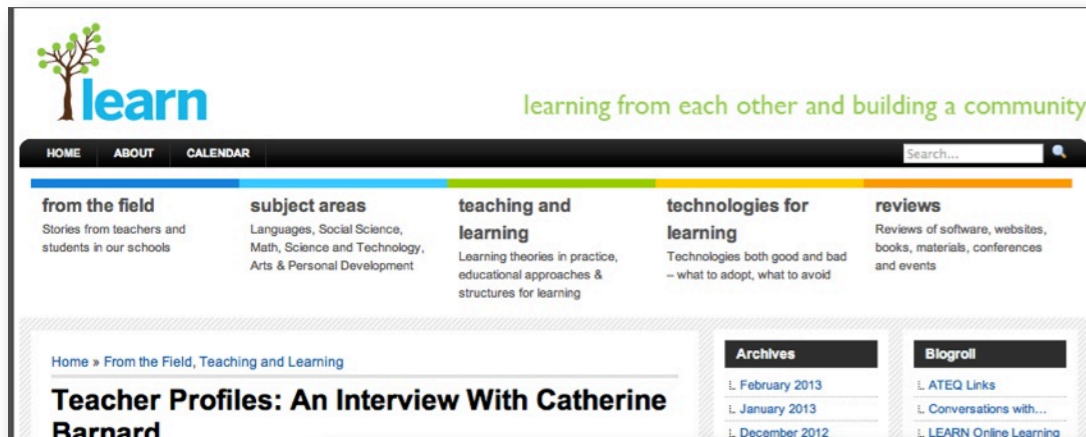 learn
learning from each other and building a community
HOME ABOUT CALENDAR Search...
from the field
Stories from teachers and
students in our schools
subject areas
Languages, Social Science,
Math, Science and Technology,
Arts & Personal Development
teaching and
learning
Learning theories in practice,
educational approaches &
structures for learning
technologies for
learning
Technologies both good and bad
– what to adopt, what to avoid
reviews
Reviews of software, websites,
books, materials, conferences
and events
Home » From the Field, Teaching and Learning
Teacher Profiles: An Interview With Catherine
Barnard
Archives
February 2013
January 2013
December 2012
Blogroll
ATEQ Links
Conversations with...
LEARN Online Learning